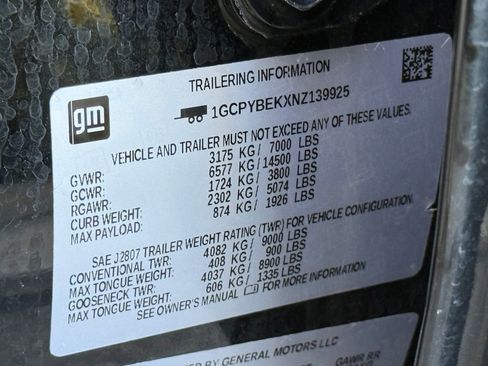 TRAILERING INFORMATION
gm
1GCPYBEKXNZ139925
VEHICLE AND TRAILER MUST NOT EXCEED ANY OF THESE LIMITS:
GVWR: 3175 KG/ 7000 LBS
GCWR: 6577 KG/ 14500 LBS
RGAWR: 1724 KG/ 3800 LBS
CURB WEIGHT: 2302 KG/ 5074 LBS
MAX PAYLOAD: 874 KG/ 1926 LBS
SAE J2807 TRAILER WEIGHT RATING (TWR) FOR VEHICLE CONFIGURATION
CONVENTIONAL TWR: 4082 KG/ 9000 LBS
MAX TONGUE WEIGHT: 408 KG/ 900 LBS
GOOSENECK TWR: 4037 KG/ 8900 LBS
MAX TONGUE WEIGHT: 606 KG/ 1335 LBS
SEE OWNER'S MANUAL FOR MORE INFORMATION
BY GENERAL MOTORS LLC
GAWR RR